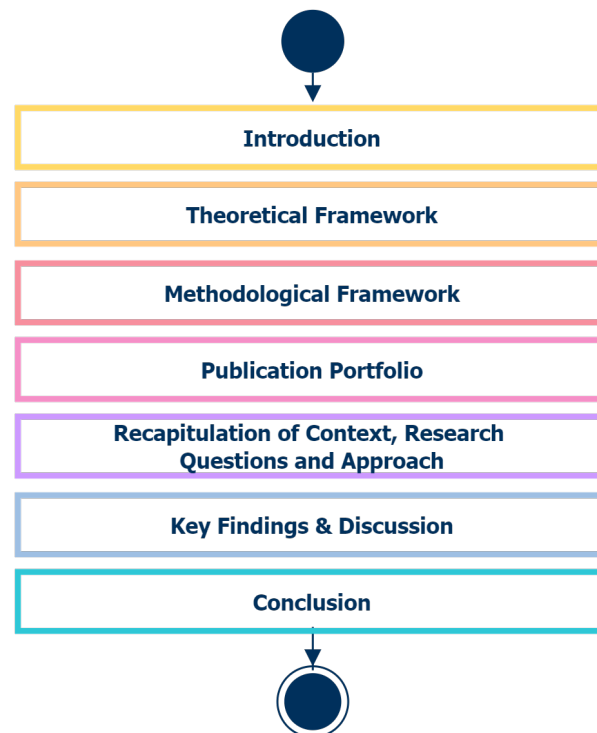 Introduction
Theoretical Framework
Methodological Framework
Publication Portfolio
Recapitulation of Context, Research
Questions and Approach
Key Findings & Discussion
Conclusion